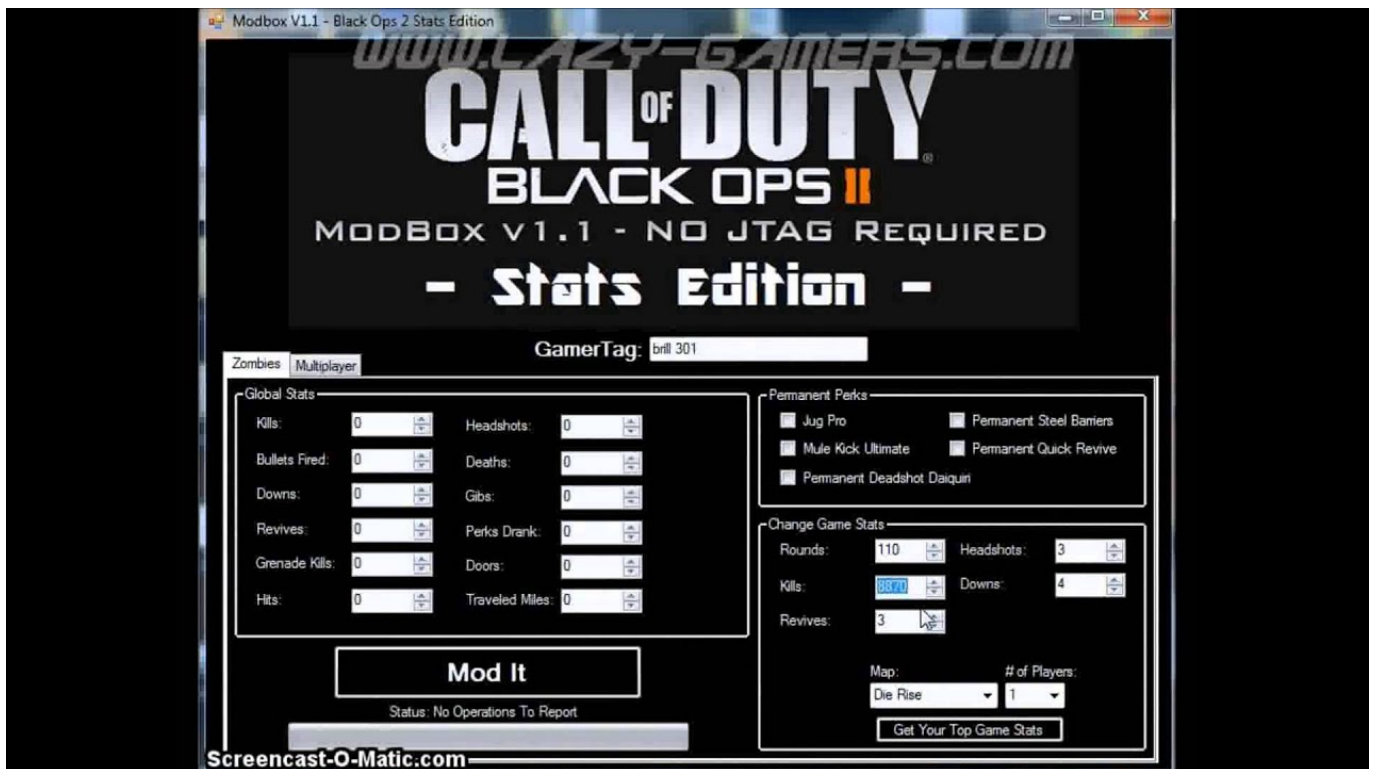 Modbox V1.1 - Black Ops 2 Stats Edition
WWW.LAZY-GAMERS.COM
CALL OF DUTY®
BLACK OPS II
MODBOX V1.1 - NO JTAG REQUIRED
- Stats Edition -
GamerTag: brill 301
Zombies Multiplayer
Global Stats
Kills: 0 Headshots: 0
Bullets Fired: 0 Deaths: 0
Downs: 0 Gibs: 0
Revives: 0 Perks Drank: 0
Grenade Kills: 0 Doors: 0
Hits: 0 Traveled Miles: 0
Mod It
Status: No Operations To Report
Permanent Perks
Jug Pro Permanent Steel Barriers
Mule Kick Ultimate Permanent Quick Revive
Permanent Deadshot Daiquiri
Change Game Stats
Rounds: 110 Headshots: 3
Kills: 8870 Downs: 4
Revives: 3
Map: # of Players:
Die Rise 1
Get Your Top Game Stats
Screencast-O-Matic.com